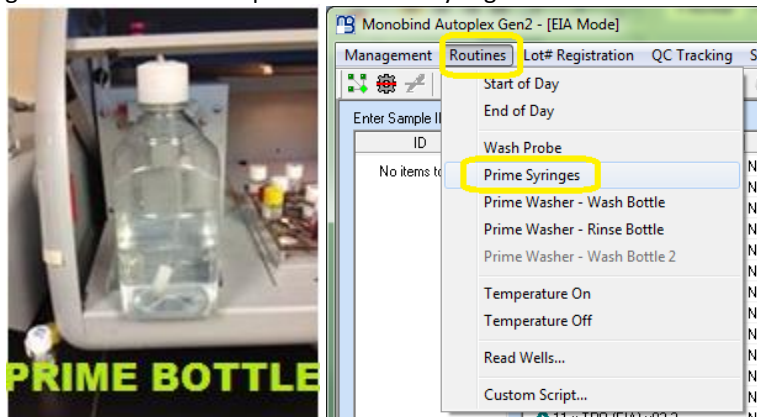 PRIME BOTTLE
Monobind Autoplex Gen2 - [EIA Mode]
Management Routines Lot# Registration QC Tracking S
Start of Day
End of Day
Wash Probe
Prime Syringes
Prime Washer - Wash Bottle
Prime Washer - Rinse Bottle
Prime Washer - Wash Bottle 2
Temperature On
Temperature Off
Read Wells...
Custom Script...
Enter Sample I
ID
No items to
N
N
N
N
N
N
N
N
N